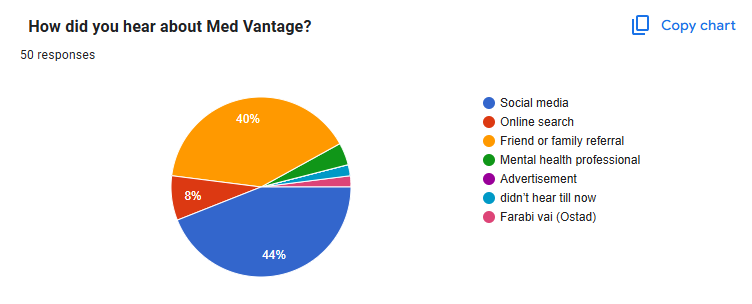 How did you hear about Med Vantage?
Copy chart
50 responses
40%
8%
44%
Social media
Online search
Friend or family referral
Mental health professional
Advertisement
didn't hear till now
Farabi vai (Ostad)